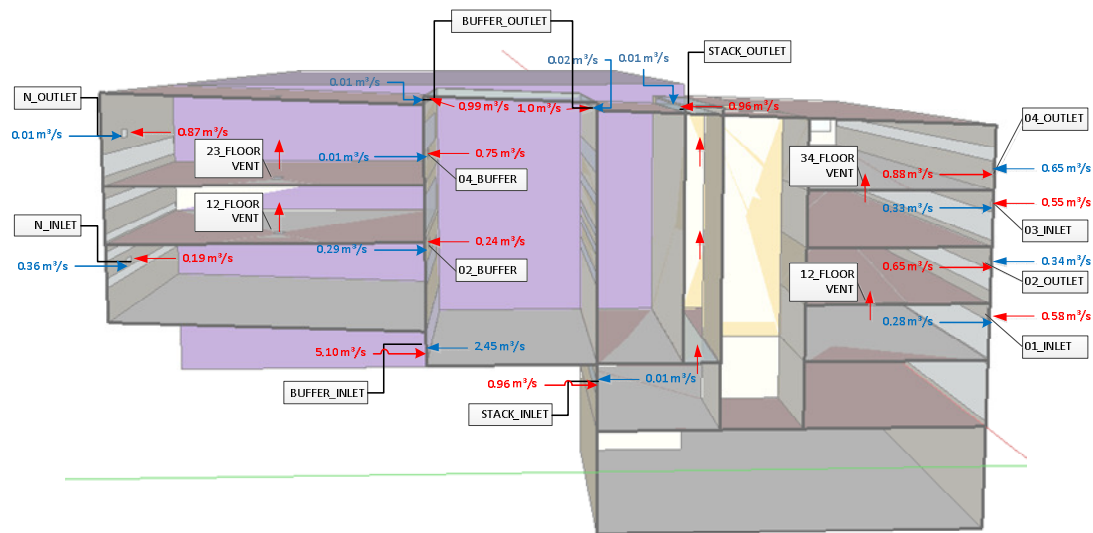 BUFFER_OUTLET
STACK_OUTLET
0.02 m³/s
0.01 m³/s
0.01 m³/s
N_OUTLET
0.99 m³/s
1.0 m³/s
0.96 m³/s
04_OUTLET
0.01 m³/s
0.87 m³/s
23_FLOOR
VENT
0.01 m³/s
0.75 m³/s
04_BUFFER
34_FLOOR
VENT
0.88 m³/s
0.65 m³/s
12_FLOOR
VENT
0.33 m³/s
0.55 m³/s
03_INLET
N_INLET
0.36 m³/s
0.19 m³/s
0.29 m³/s
0.24 m³/s
02_BUFFER
12_FLOOR
VENT
0.65 m³/s
0.34 m³/s
02_OUTLET
0.28 m³/s
0.58 m³/s
01_INLET
5.10 m³/s
2.45 m³/s
BUFFER_INLET
0.96 m³/s
0.01 m³/s
STACK_INLET